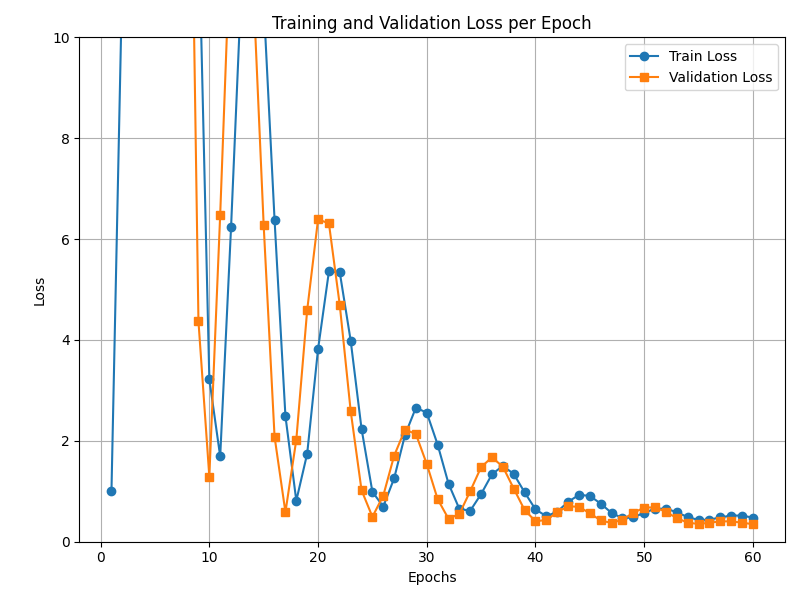 Training and Validation Loss per Epoch
Train Loss
Validation Loss
Loss
10
8
6
4
2
0
0 10 20 30 40 50 60
Epochs